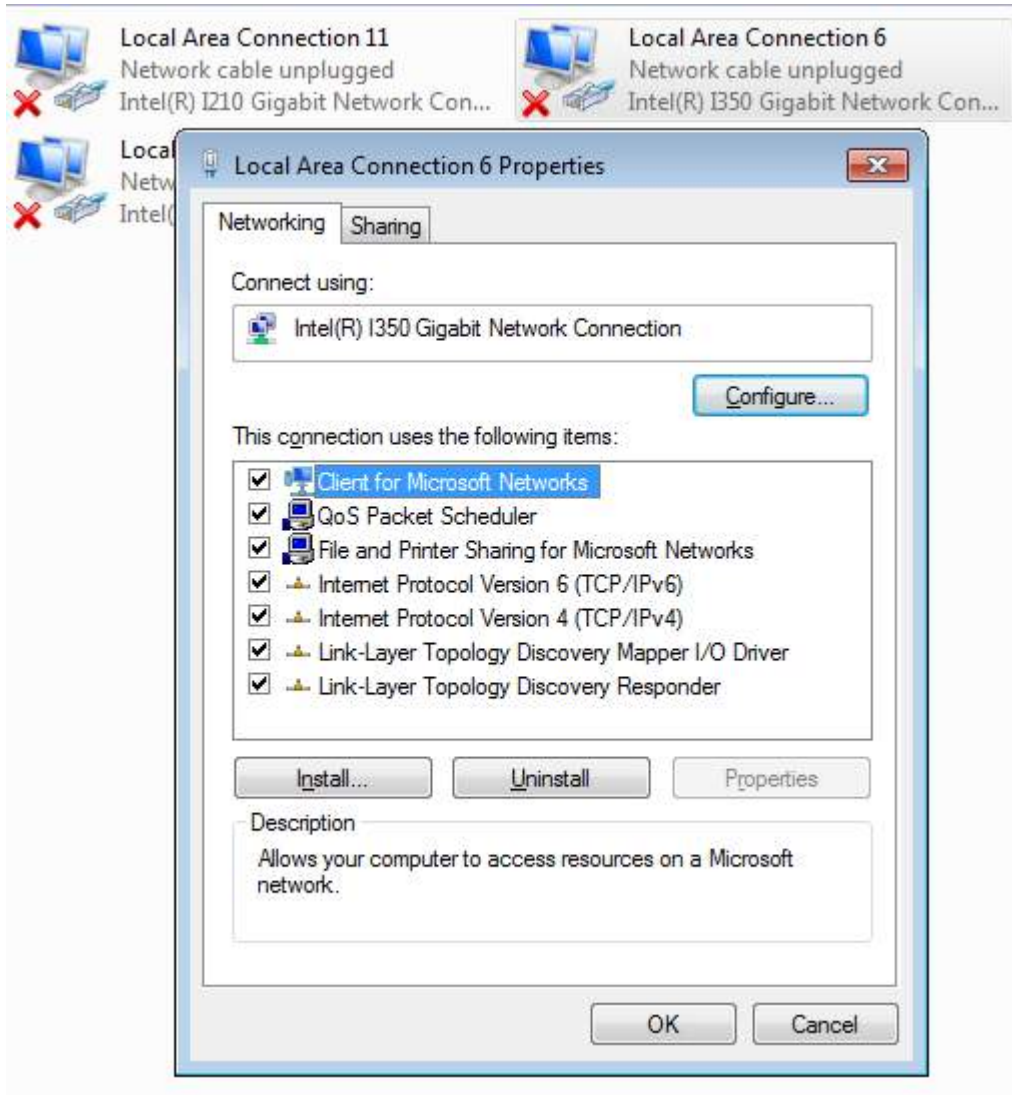 Local Area Connection 11
Network cable unplugged
Intel(R) I210 Gigabit Network Con...
Local Area Connection 6
Network cable unplugged
Intel(R) I350 Gigabit Network Con...
Local
Netw
Intel(
Local Area Connection 6 Properties
Networking
Sharing
Connect using:
Intel(R) I350 Gigabit Network Connection
Configure...
This connection uses the following items:
Client for Microsoft Networks
QoS Packet Scheduler
File and Printer Sharing for Microsoft Networks
Internet Protocol Version 6 (TCP/IPv6)
Internet Protocol Version 4 (TCP/IPv4)
Link-Layer Topology Discovery Mapper I/O Driver
Link-Layer Topology Discovery Responder
Install...
Uninstall
Properties
Description
Allows your computer to access resources on a Microsoft
network.
OK
Cancel